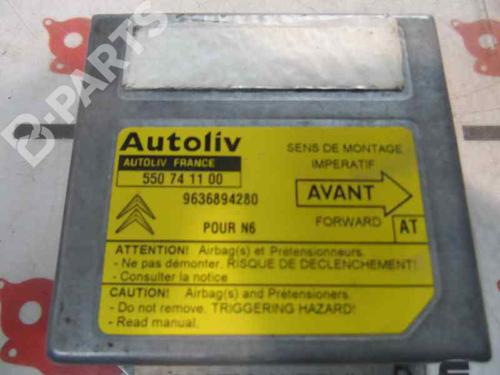 B-PARTS
Autoliv
AUTOLIV FRANCE
550 74 11 00
9636894280
POUR N6
SENS DE MONTAGE
IMPERATIF
AVANT
FORWARD
AT
ATTENTION! Airbag(s) et Prétensionneurs.
- Ne pas démonter. RISQUE DE DECLENCHEMENT!
- Consulter la notice
CAUTION! Airbag(s) and Pretensioners.
- Do not remove. TRIGGERING HAZARD!
- Read manual.